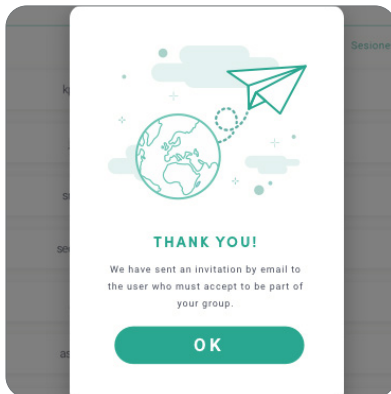 Sesione
THANK YOU!
We have sent an invitation by email to
the user who must accept to be part of
your group.
OK